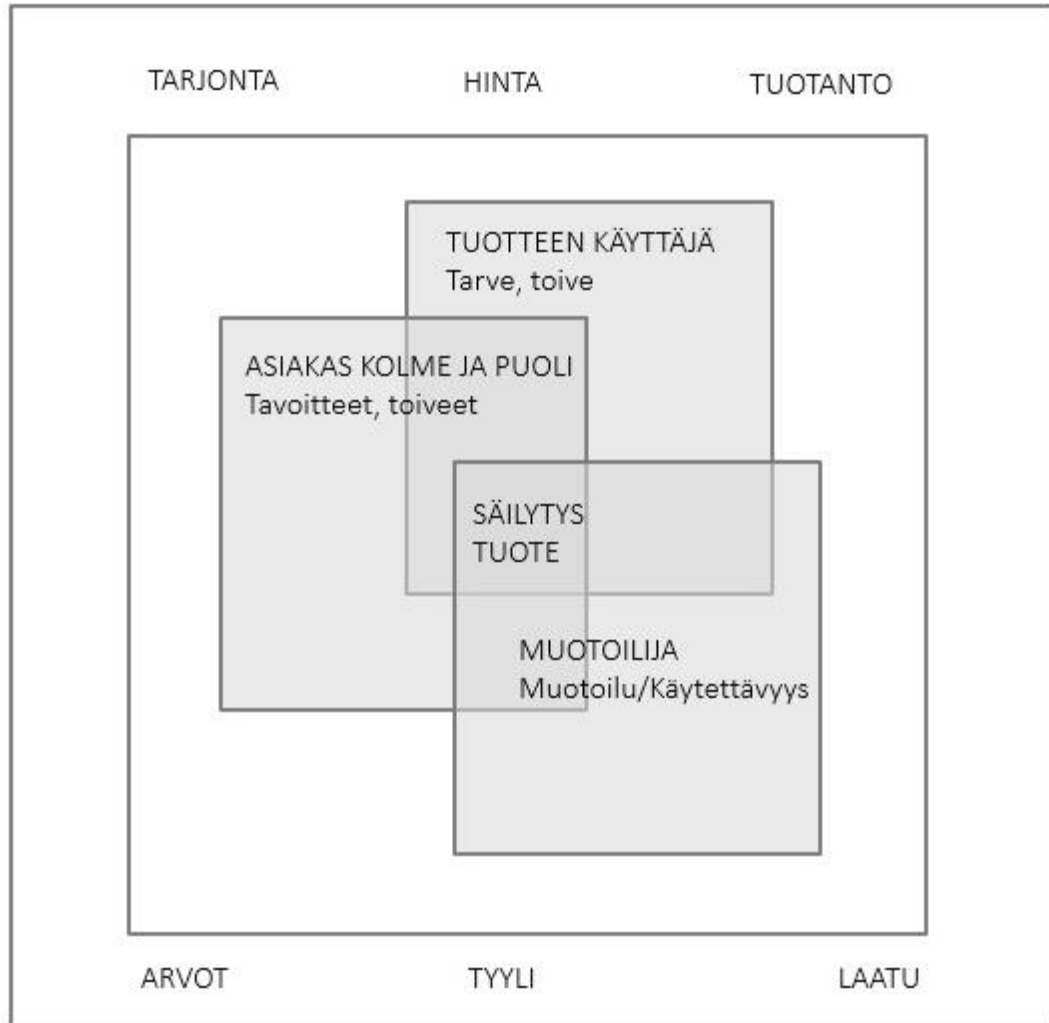 TARJONTA
HINTA
TUOTANTO
TUOTTEEN KÄYTTÄJÄ
Tarve, toive
ASIAKAS KOLME JA PUOLI
Tavoitteet, toiveet
SÄILYTYS
TUOTE
MUOTOILIJA
Muotoilu/Käytettävyys
ARVOT
TYYLI
LAATU